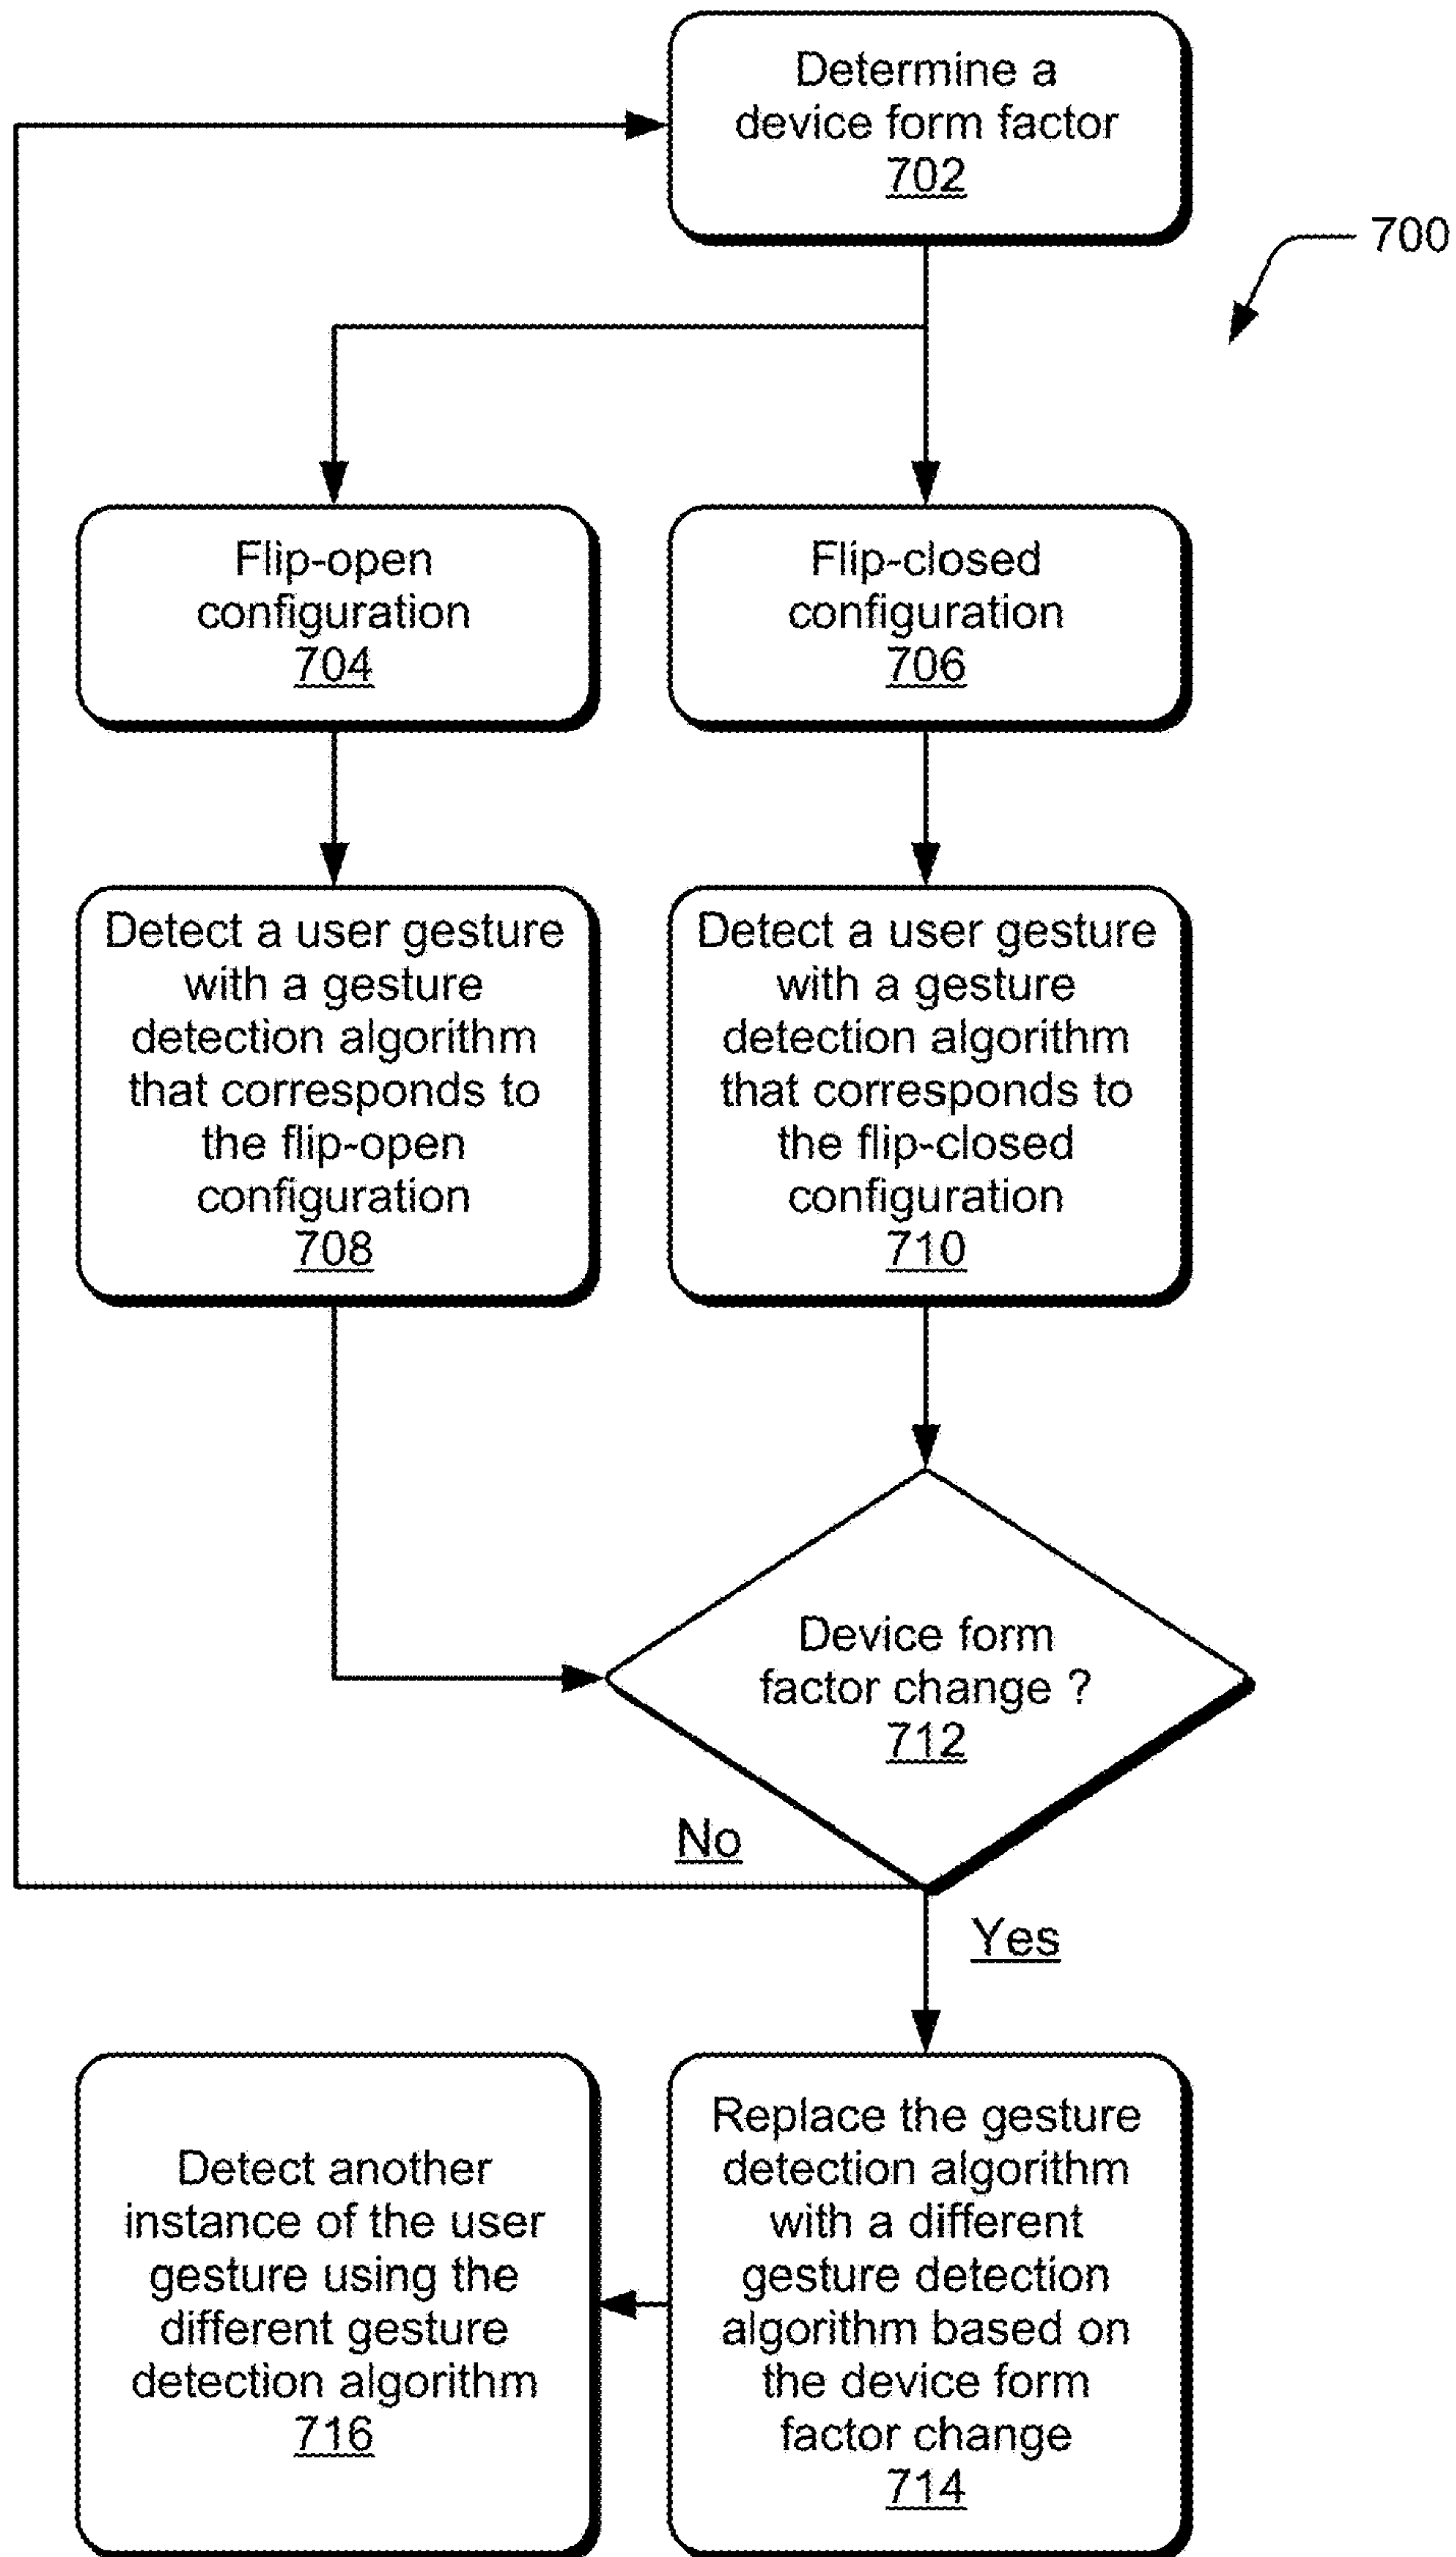 Determine a
device form factor
702
700
Flip-open
configuration
704
Flip-closed
configuration
706
Detect a user gesture
with a gesture
detection algorithm
that corresponds to
the flip-open
configuration
708
Detect a user gesture
with a gesture
detection algorithm
that corresponds to
the flip-closed
configuration
710
Device form
factor change ?
712
No
Yes
Replace the gesture
detection algorithm
with a different
gesture detection
algorithm based on
the device form
factor change
714
Detect another
instance of the user
gesture using the
different gesture
detection algorithm
716